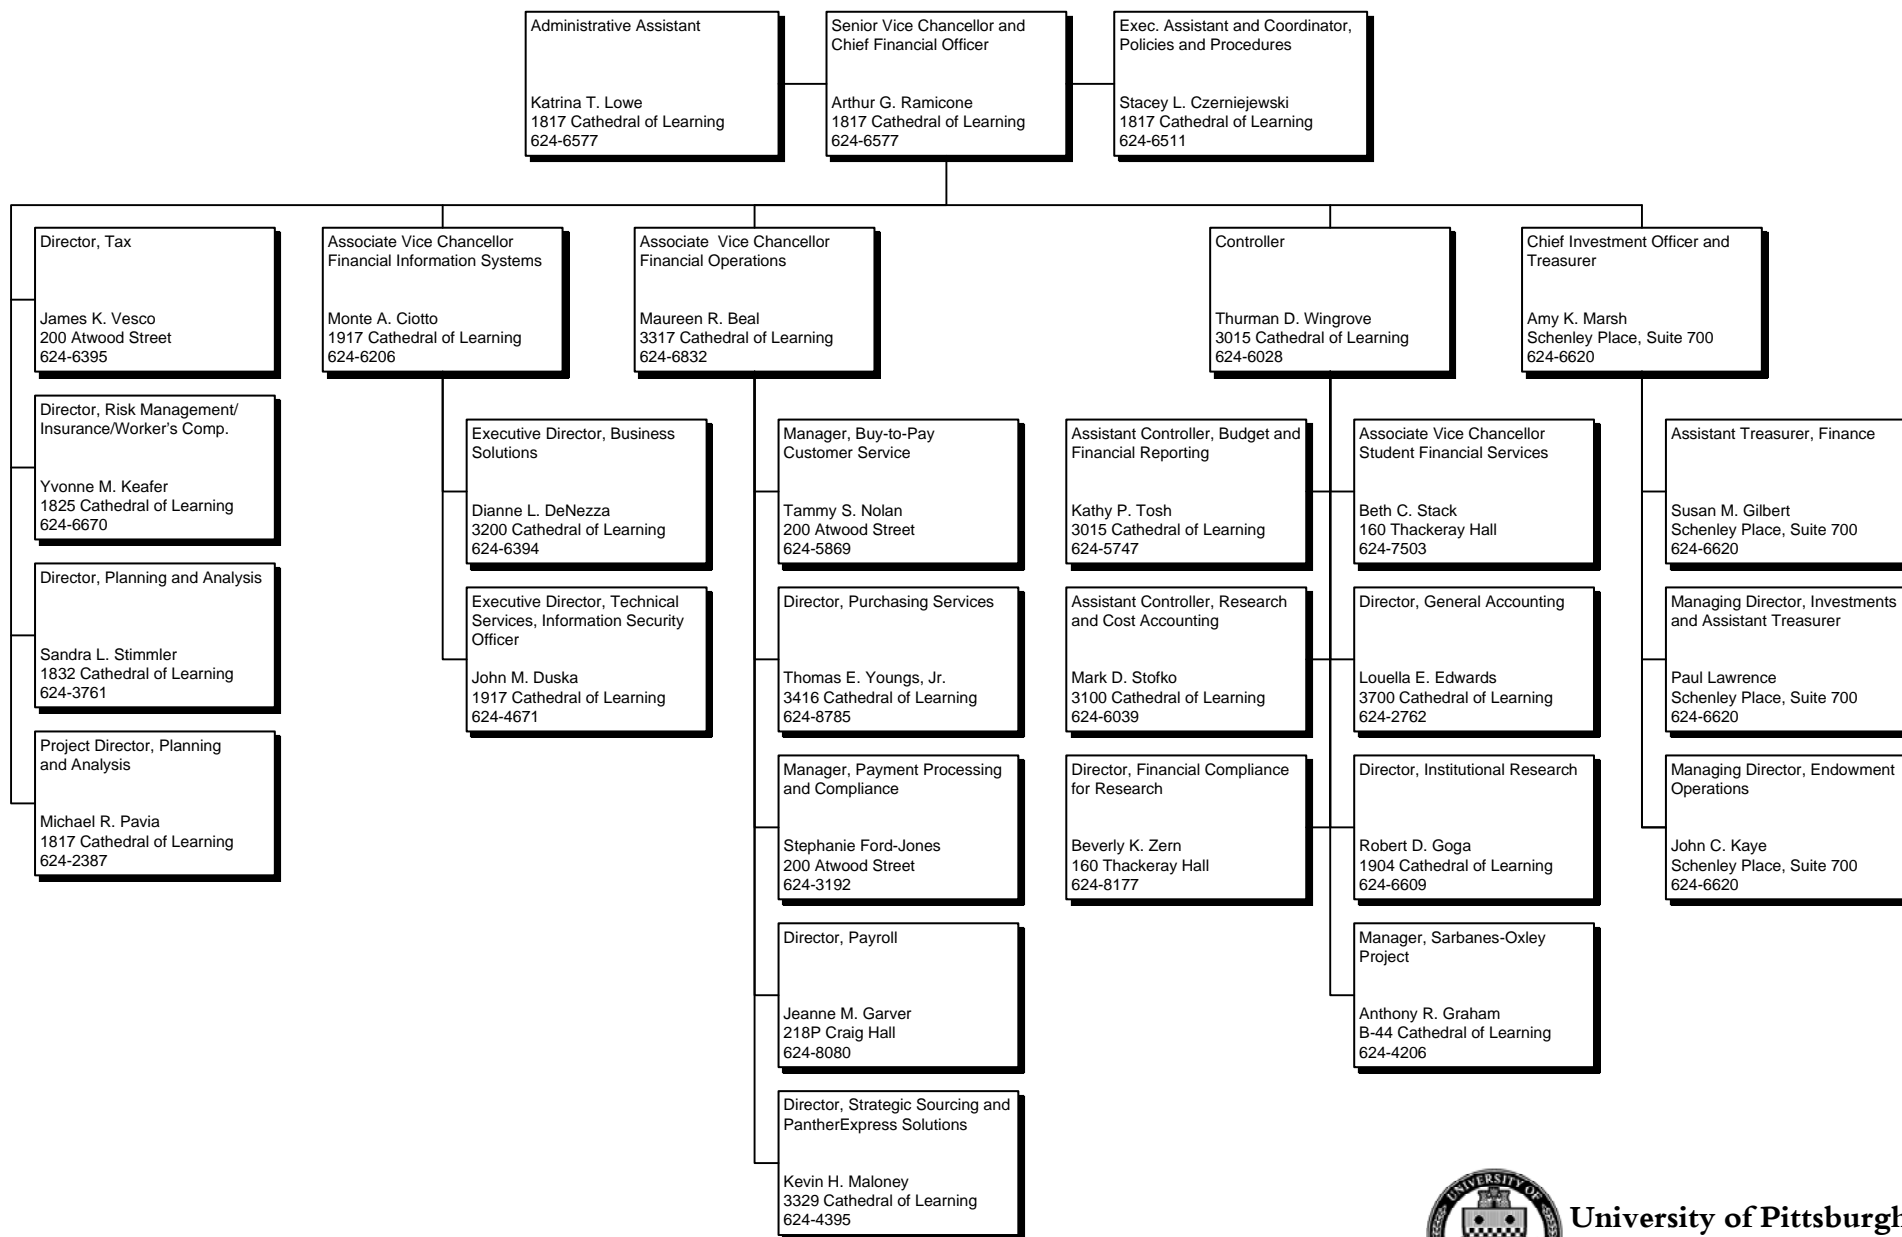 Administrative Assistant
Katrina T. Lowe
1817 Cathedral of Learning
624-6577
Senior Vice Chancellor and
Chief Financial Officer
Arthur G. Ramicone
1817 Cathedral of Learning
624-6577
Exec. Assistant and Coordinator,
Policies and Procedures
Stacey L. Czerniejewski
1817 Cathedral of Learning
624-6511
Director, Tax
James K. Vesco
200 Atwood Street
624-6395
Director, Risk Management/
Insurance/Worker's Comp.
Yvonne M. Keafer
1825 Cathedral of Learning
624-6670
Director, Planning and Analysis
Sandra L. Stimmler
1832 Cathedral of Learning
624-3761
Project Director, Planning
and Analysis
Michael R. Pavia
1817 Cathedral of Learning
624-2387
Associate Vice Chancellor
Financial Information Systems
Monte A. Ciotto
1917 Cathedral of Learning
624-6206
Executive Director, Business
Solutions
Dianne L. DeNezza
3200 Cathedral of Learning
624-6394
Executive Director, Technical
Services, Information Security
Officer
John M. Duska
1917 Cathedral of Learning
624-4671
Associate Vice Chancellor
Financial Operations
Maureen R. Beal
3317 Cathedral of Learning
624-6832
Manager, Buy-to-Pay
Customer Service
Tammy S. Nolan
200 Atwood Street
624-5869
Director, Purchasing Services
Thomas E. Youngs, Jr.
3416 Cathedral of Learning
624-8785
Manager, Payment Processing
and Compliance
Stephanie Ford-Jones
200 Atwood Street
624-3192
Director, Payroll
Jeanne M. Garver
218P Craig Hall
624-8080
Director, Strategic Sourcing and
PantherExpress Solutions
Kevin H. Maloney
3329 Cathedral of Learning
624-4395
Controller
Thurman D. Wingrove
3015 Cathedral of Learning
624-6028
Assistant Controller, Budget and
Financial Reporting
Kathy P. Tosh
3015 Cathedral of Learning
624-5747
Assistant Controller, Research
and Cost Accounting
Mark D. Stofko
3100 Cathedral of Learning
624-6039
Director, Financial Compliance
for Research
Beverly K. Zern
160 Thackeray Hall
624-8177
Associate Vice Chancellor
Student Financial Services
Beth C. Stack
160 Thackeray Hall
624-7503
Director, General Accounting
Louella E. Edwards
3700 Cathedral of Learning
624-2762
Director, Institutional Research
Robert D. Goga
1904 Cathedral of Learning
624-6609
Manager, Sarbanes-Oxley
Project
Anthony R. Graham
B-44 Cathedral of Learning
624-4206
Chief Investment Officer and
Treasurer
Amy K. Marsh
Schenley Place, Suite 700
624-6620
Assistant Treasurer, Finance
Susan M. Gilbert
Schenley Place, Suite 700
624-6620
Managing Director, Investments
and Assistant Treasurer
Paul Lawrence
Schenley Place, Suite 700
624-6620
Managing Director, Endowment
Operations
John C. Kaye
Schenley Place, Suite 700
624-6620
UNIVERSITY OF
University of Pittsburgh